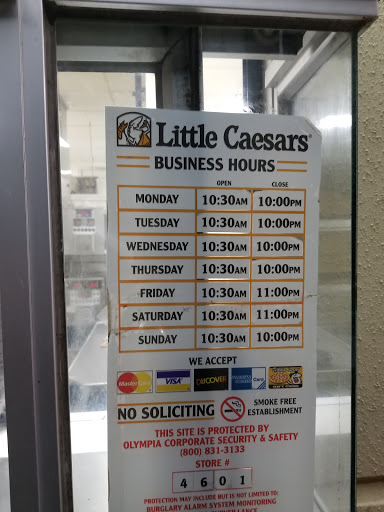 Little Caesars®
BUSINESS HOURS
OPEN CLOSE
MONDAY 10:30AM 10:00PM
TUESDAY 10:30AM 10:00PM
WEDNESDAY 10:30AM 10:00PM
THURSDAY 10:30AM 10:00PM
FRIDAY 10:30AM 11:00PM
SATURDAY 10:30AM 11:00PM
SUNDAY 10:30AM 10:00PM
WE ACCEPT
MasterCard VISA DISCOVER
NO SOLICITING SMOKE FREE
ESTABLISHMENT
THIS SITE IS PROTECTED BY
OLYMPIA CORPORATE SECURITY & SAFETY
(800) 831-3133
STORE #
4601
PROTECTION MAY INCLUDE BUT IS NOT LIMITED TO:
BURGLARY ALARM SYSTEM MONITORING